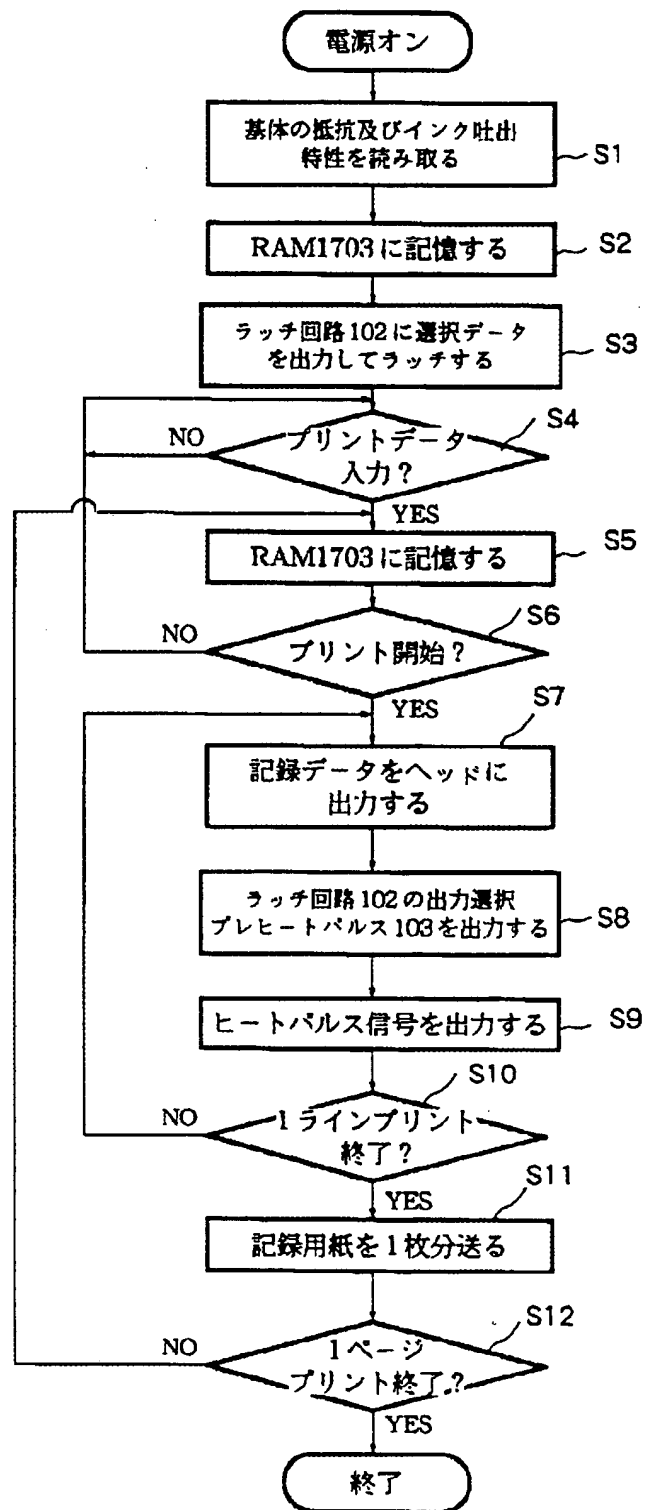 電源オン
基体の抵抗及びインク吐出
特性を読み取る
S1
RAM1703に記憶する
S2
ラッチ回路102に選択データ
を出力してラッチする
S3
S4
NO
プリントデータ
入力?
YES
S5
RAM1703に記憶する
S6
NO
プリント開始?
YES
S7
記録データをヘッドに
出力する
ラッチ回路102の出力選択
プレヒートパルス103を出力する
S8
ヒートパルス信号を出力する
S9
S10
NO
1ラインプリント
終了?
YES
S11
記録用紙を1枚分送る
S12
NO
1ページ
プリント終了?
YES
終了